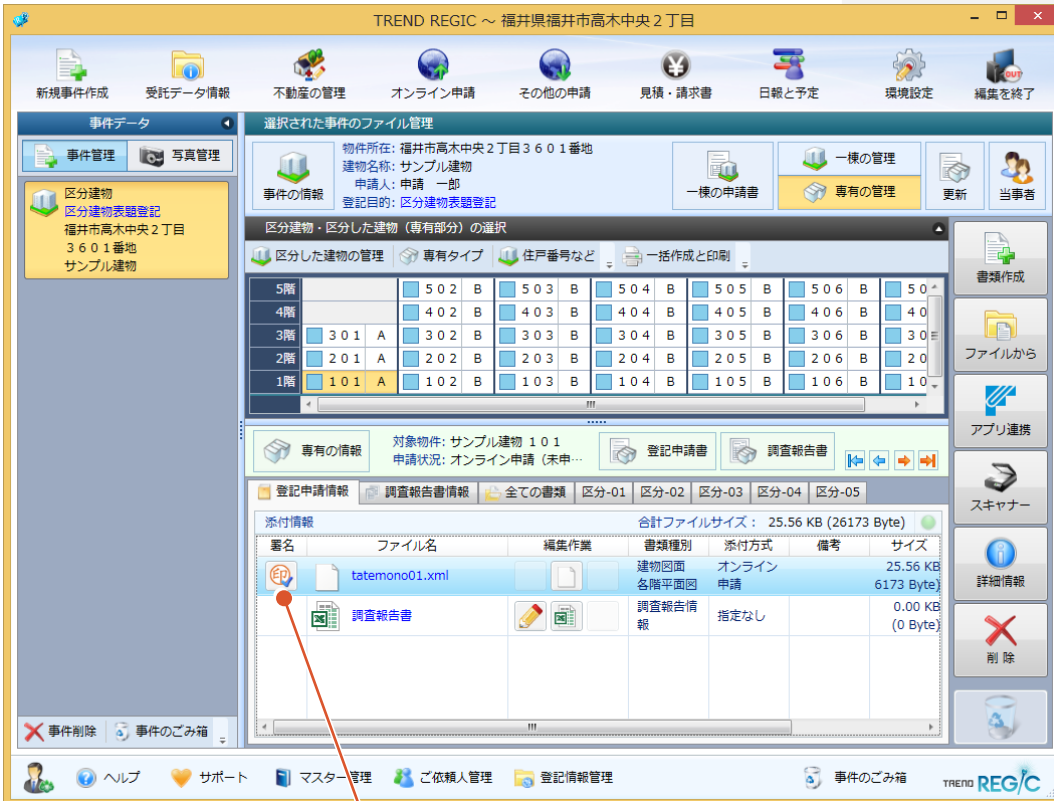 TREND REGIC ～ 福井県福井市高木中央２丁目
新規事件作成
受託データ情報
不動産の管理
オンライン申請
その他の申請
見積・請求書
日報と予定
環境設定
OUT
編集を終了
事件データ
事件管理
写真管理
区分建物
区分建物表題登記
福井市高木中央２丁目
３６０１番地
サンプル建物
選択された事件のファイル管理
事件の情報
物件所在: 福井市高木中央２丁目３６０１番地
建物名称: サンプル建物
申請人: 申請　一郎
登記目的: 区分建物表題登記
一棟の申請書
一棟の管理
専有の管理
更新
当事者
区分建物・区分した建物（専有部分）の選択
区分した建物の管理
専有タイプ
住戸番号など
一括作成と印刷
5階 ５０２ B ５０３ B ５０４ B ５０５ B ５０６ B ５０
4階 ４０２ B ４０３ B ４０４ B ４０５ B ４０６ B ４０
3階 ３０１ A ３０２ B ３０３ B ３０４ B ３０５ B ３０６ B ３０
2階 ２０１ A ２０２ B ２０３ B ２０４ B ２０５ B ２０６ B ２０
1階 １０１ A １０２ B １０３ B １０４ B １０５ B １０６ B １０
専有の情報
対象物件: サンプル建物 １０１
申請状況: オンライン申請（未申…
登記申請書
調査報告書
登記申請情報
調査報告書情報
全ての書類
区分-01
区分-02
区分-03
区分-04
区分-05
添付情報
合計ファイルサイズ： 25.56 KB (26173 Byte)
署名 ファイル名 編集作業 書類種別 添付方式 備考 サイズ
印 tatemono01.xml 建物図面 オンライン 25.56 KB
各階平面図 申請 6173 Byte)
調査報告書 調査報告情 指定なし 0.00 KB
報 (0 Byte)
書類作成
ファイルから
アプリ連携
スキャナー
詳細情報
削 除
事件削除
事件のごみ箱
ヘルプ
サポート
マスター管理
ご依頼人管理
登記情報管理
事件のごみ箱
TREND REGIC